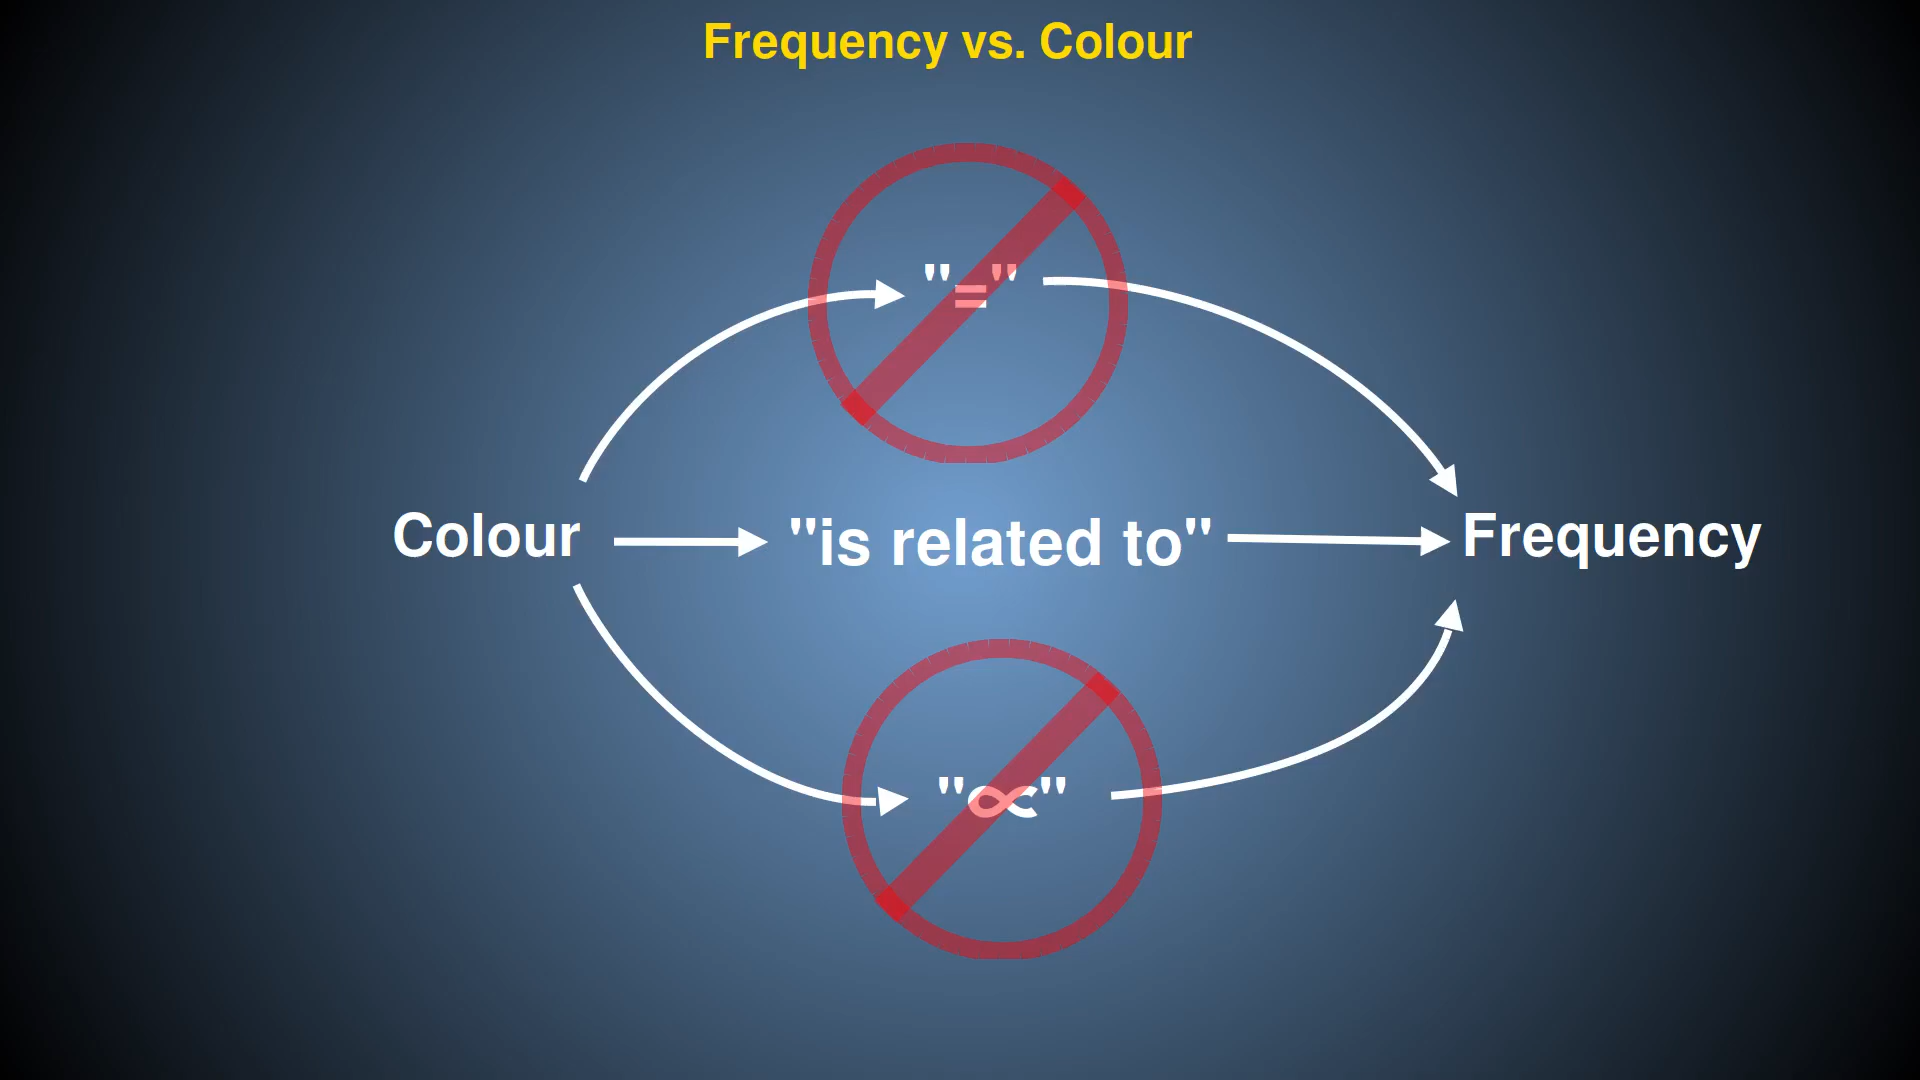 Frequency vs. Colour
"="
Colour "is related to" Frequency
"∝"